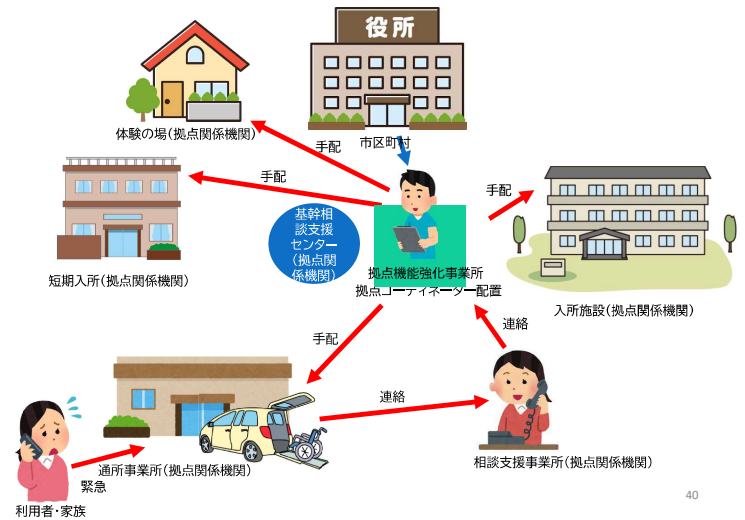 役所
体験の場(拠点関係機関)
手配
市区町村
手配
手配
基幹相
談支援
センター
(拠点関
係機関)
拠点機能強化事業所
拠点コーディネーター配置
短期入所(拠点関係機関)
入所施設(拠点関係機関)
連絡
手配
連絡
相談支援事業所(拠点関係機関)
通所事業所(拠点関係機関)
緊急
利用者・家族
40